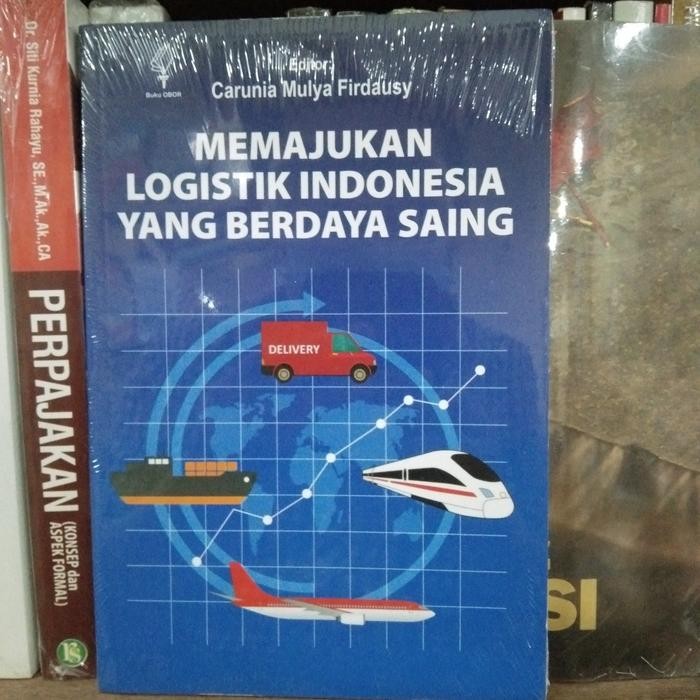 Editor:
Carunia Mulya Firdausy
Buku OBOR
MEMAJUKAN
LOGISTIK INDONESIA
YANG BERDAYA SAING
DELIVERY
Dr. Siti Kurnia Rahayu, SE.,M.Ak.,Ak.,CA
PERPAJAKAN
(KONSEP dan
ASPEK FORMAL)
rs
SI